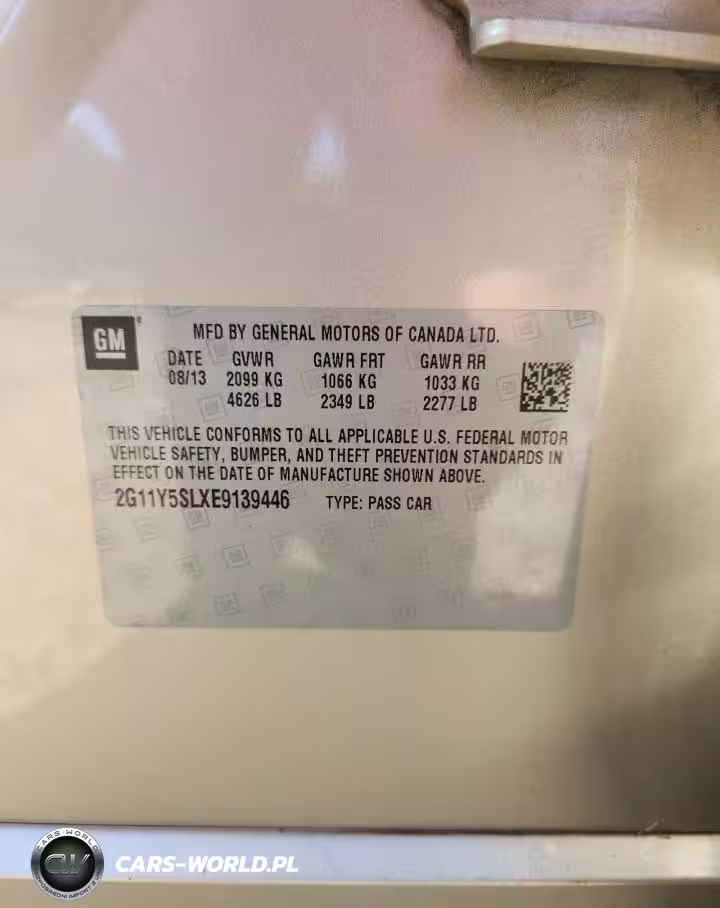 GM
MFD BY GENERAL MOTORS OF CANADA LTD.
DATE GVWR GAWR FRT GAWR RR
08/13 2099 KG 1066 KG 1033 KG
4626 LB 2349 LB 2277 LB
THIS VEHICLE CONFORMS TO ALL APPLICABLE U.S. FEDERAL MOTOR
VEHICLE SAFETY, BUMPER, AND THEFT PREVENTION STANDARDS IN
EFFECT ON THE DATE OF MANUFACTURE SHOWN ABOVE.
2G11Y5SLXE9139446 TYPE: PASS CAR
CARS-WORLD
CW
CARS-WORLD.PL